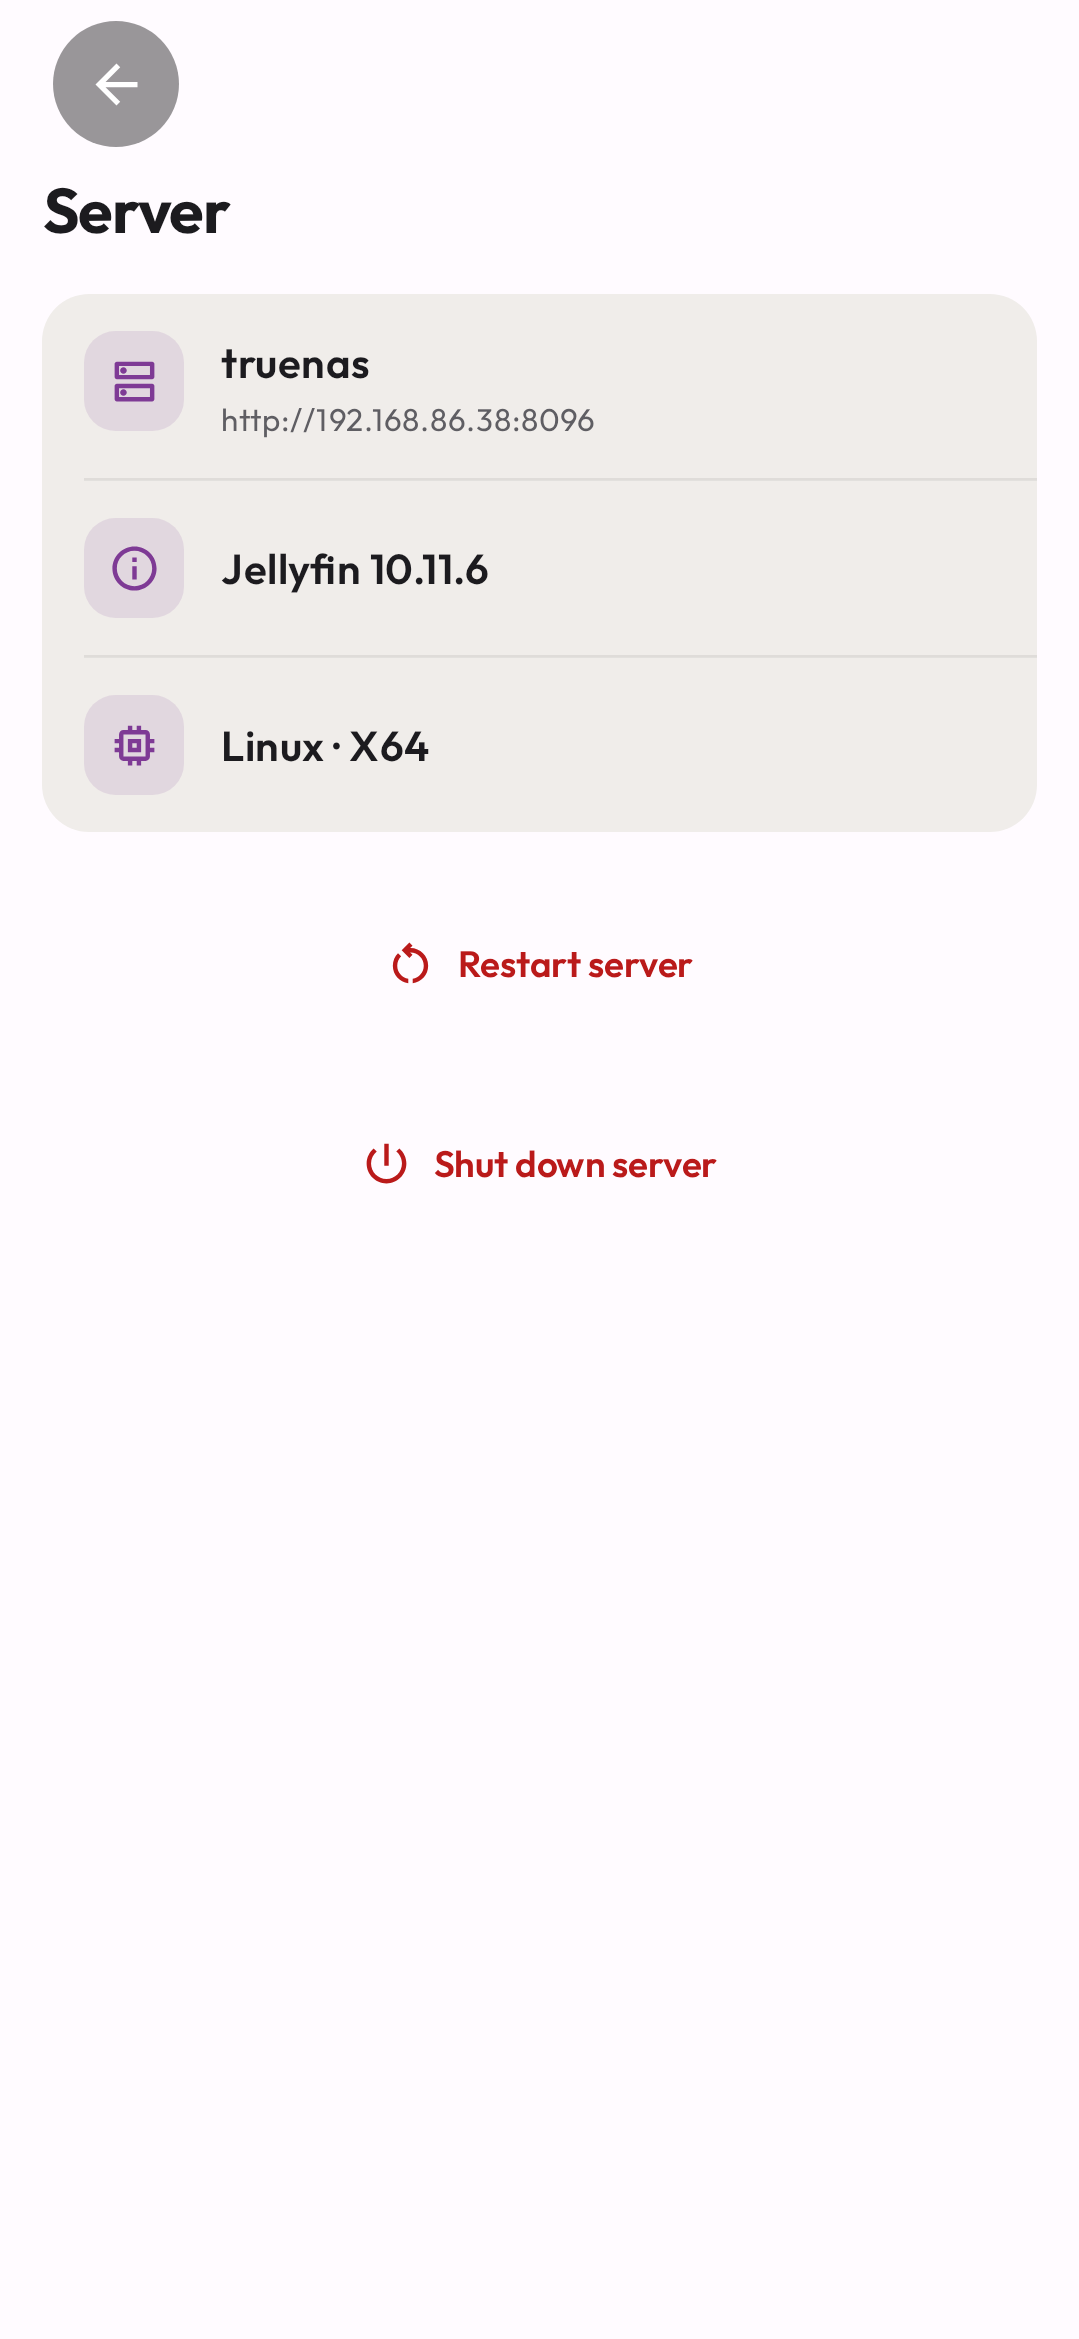 Server
truenas
http://192.168.86.38:8096
Jellyfin 10.11.6
Linux · X64
Restart server
Shut down server